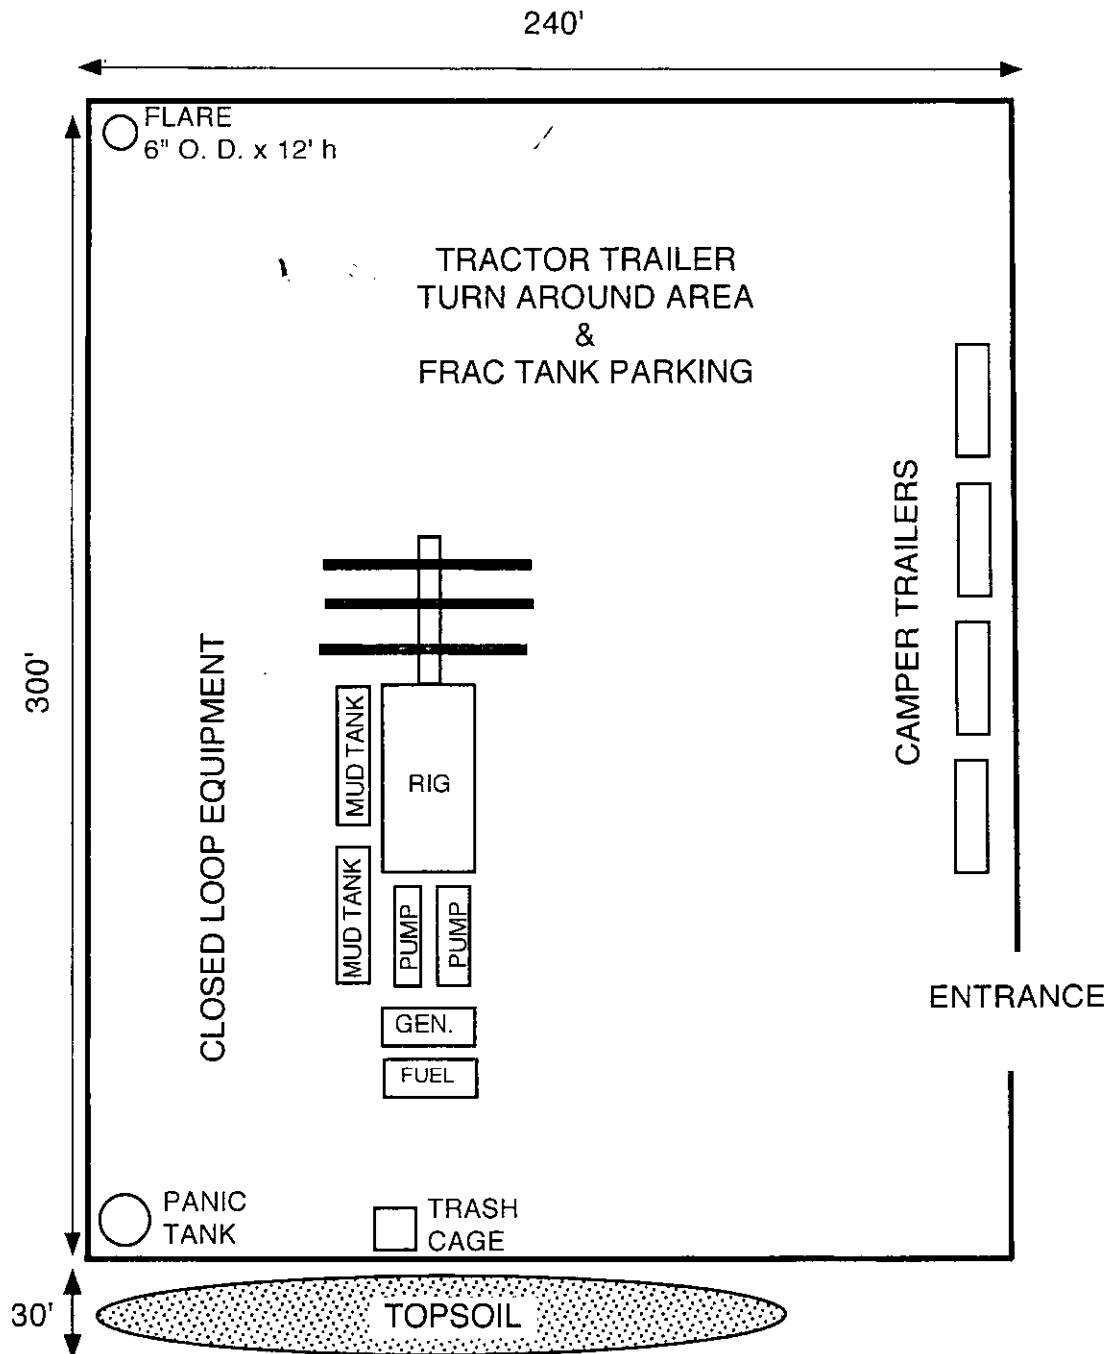 240'
FLARE
6" O. D. x 12' h
TRACTOR TRAILER
TURN AROUND AREA
&
FRAC TANK PARKING
CAMPER TRAILERS
300'
CLOSED LOOP EQUIPMENT
MUD TANK
RIG
MUD TANK
PUMP
PUMP
ENTRANCE
GEN.
FUEL
PANIC
TANK
TRASH
CAGE
30'
TOPSOIL